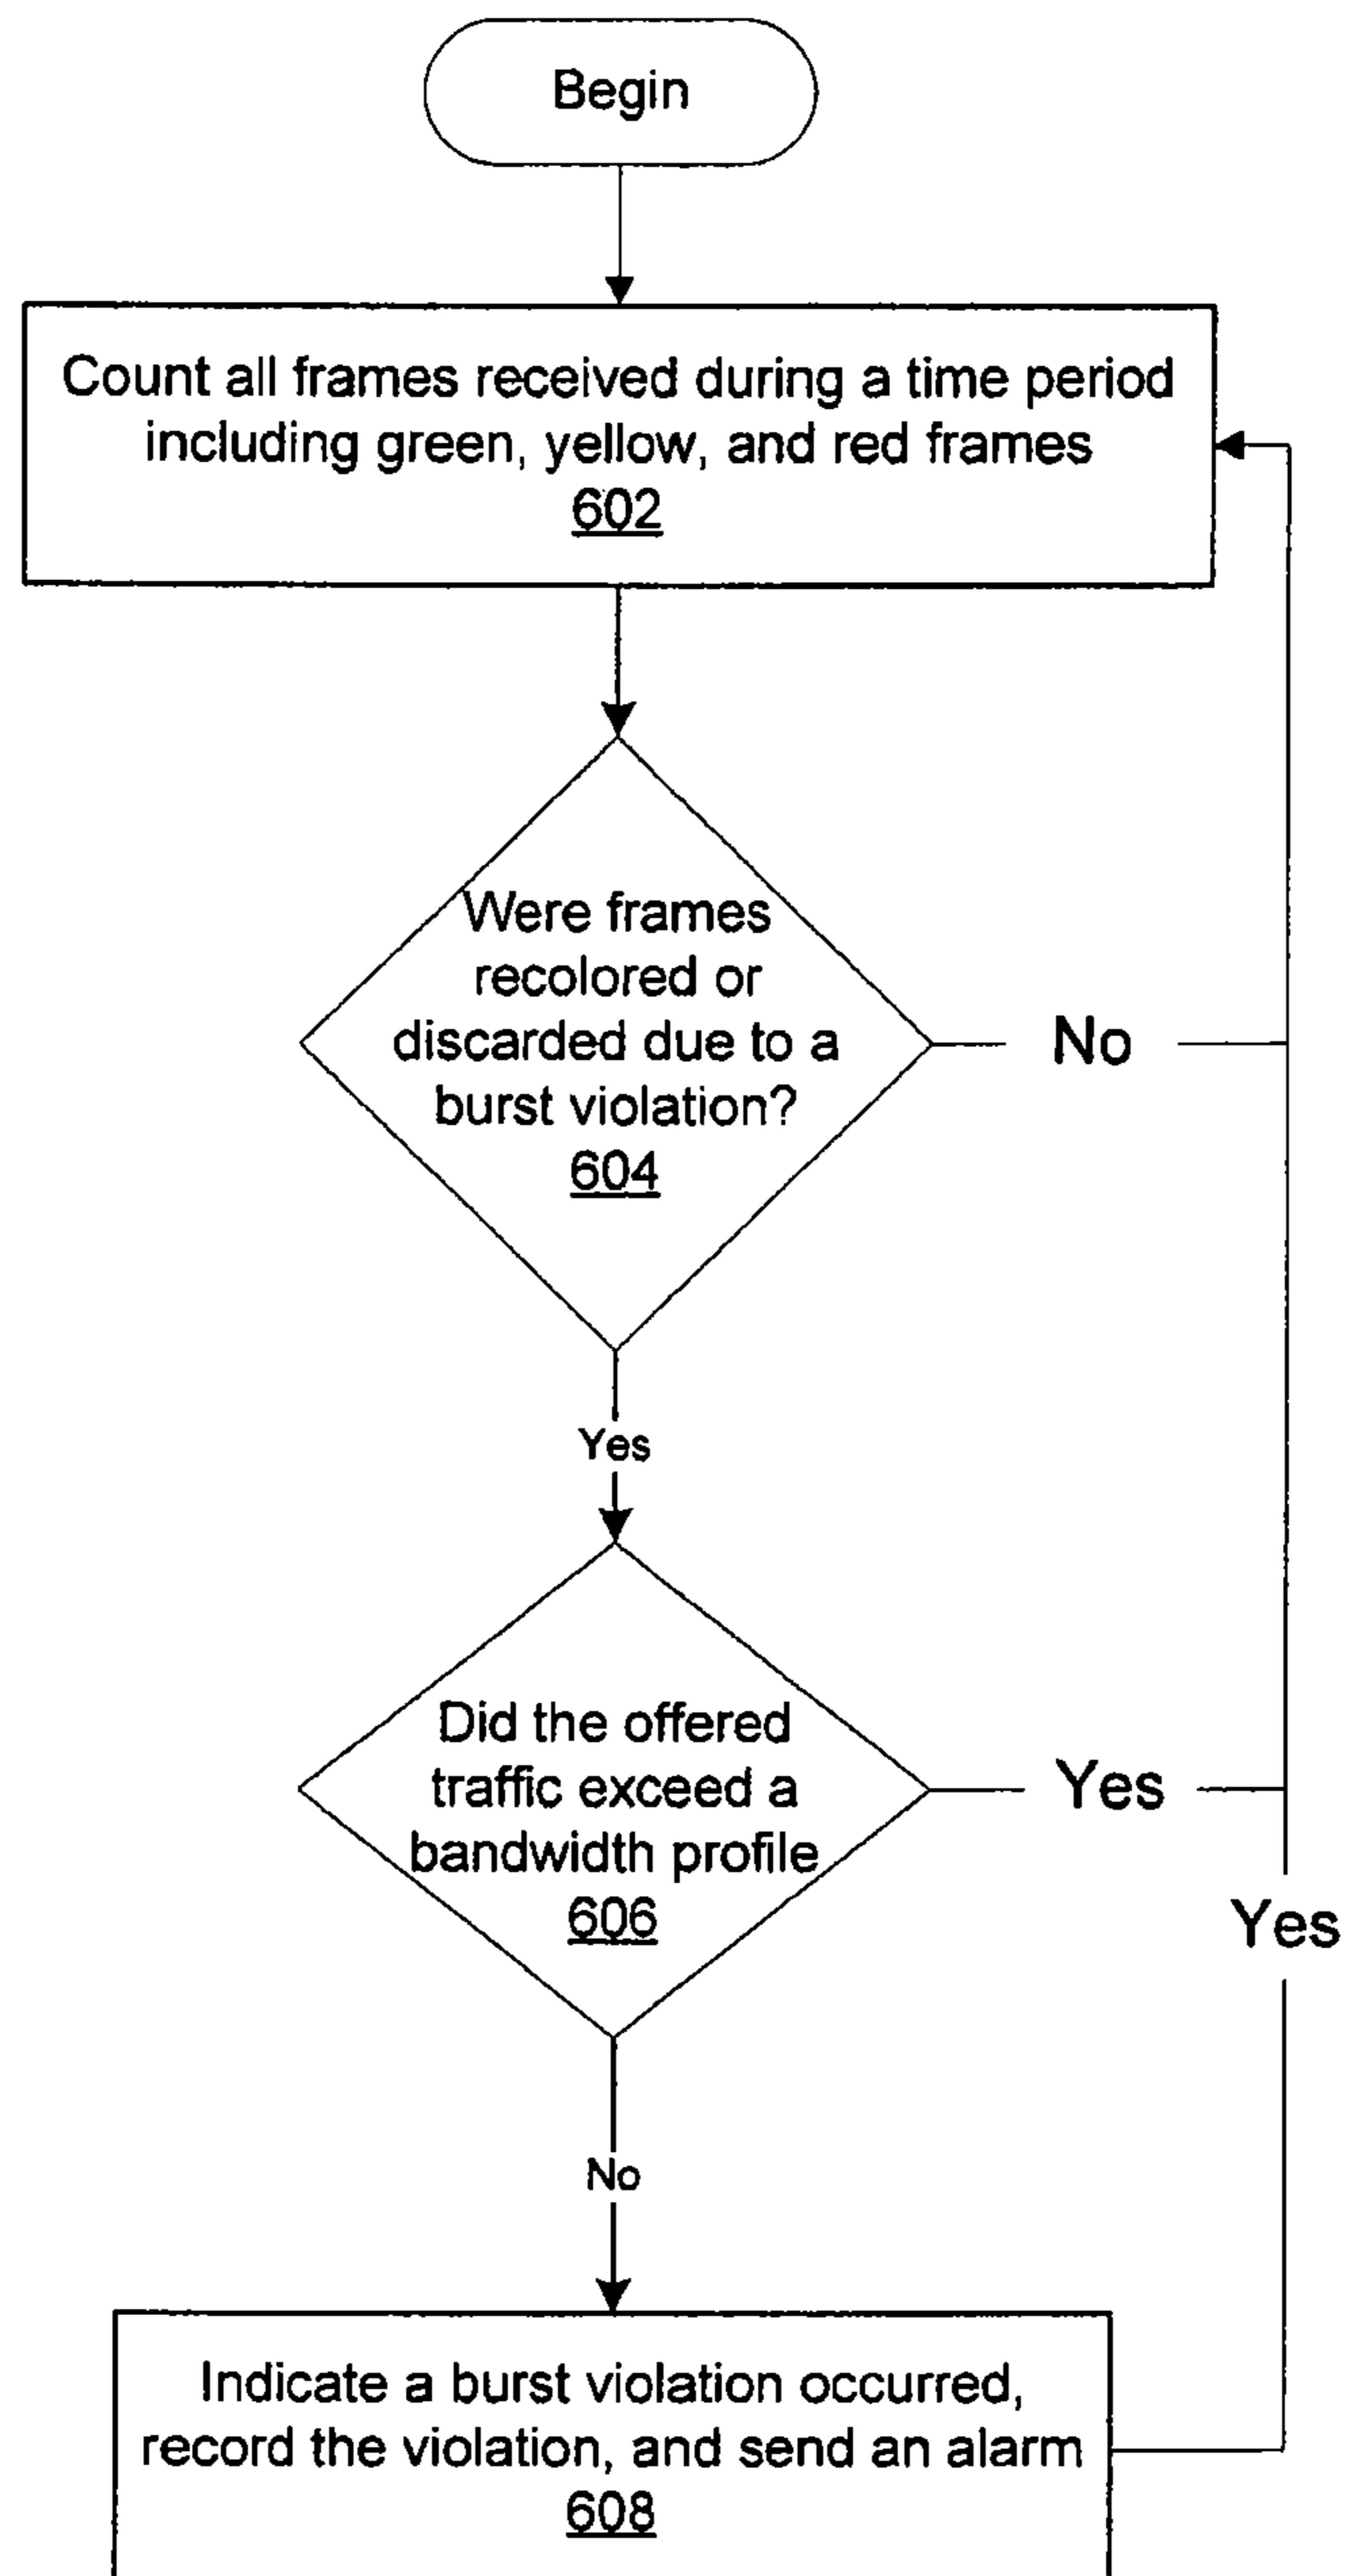 Begin
Count all frames received during a time period
including green, yellow, and red frames
602
Were frames
recolored or
discarded due to a
burst violation?
604
No
Yes
Did the offered
traffic exceed a
bandwidth profile
606
Yes
Yes
No
Indicate a burst violation occurred,
record the violation, and send an alarm
608